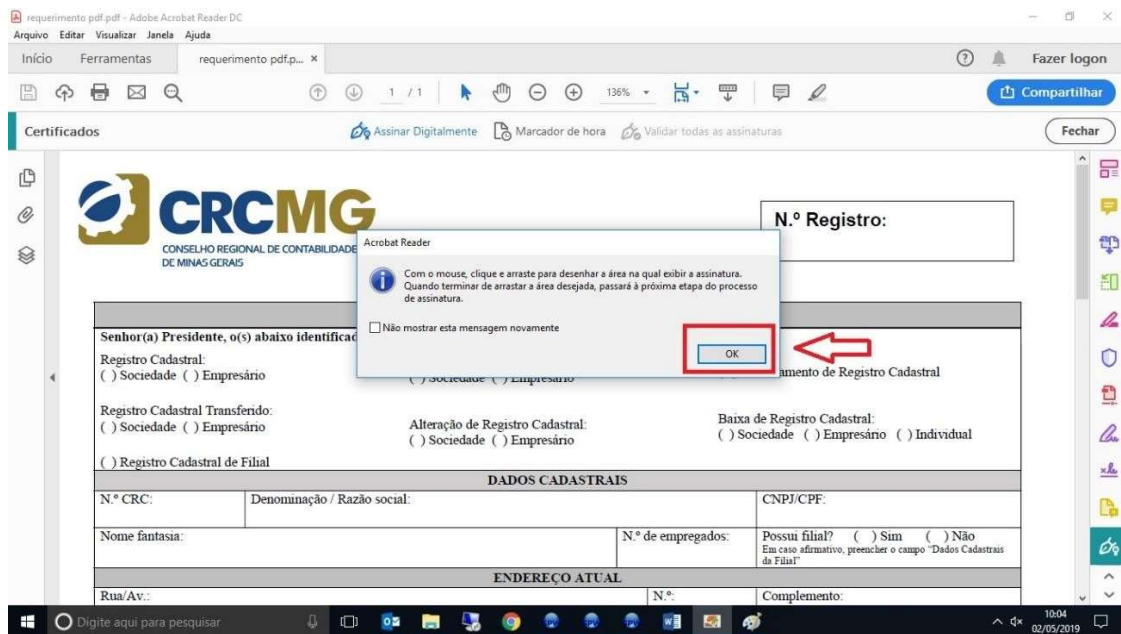 requerimento pdf.pdf - Adobe Acrobat Reader DC
Arquivo Editar Visualizar Janela Ajuda
Início Ferramentas requerimento pdf.p... × Fazer logon
1 / 1 136% Compartilhar
Certificados Assinar Digitalmente Marcador de hora Validar todas as assinaturas Fechar
CRCMG
CONSELHO REGIONAL DE CONTABILIDADE
DE MINAS GERAIS
N.º Registro:
Acrobat Reader
Com o mouse, clique e arraste para desenhar a área na qual exibir a assinatura.
Quando terminar de arrastar a área desejada, passará à próxima etapa do processo
de assinatura.
Não mostrar esta mensagem novamente
OK
Senhor(a) Presidente, o(s) abaixo
Registro Cadastral:
( ) Sociedade ( ) Empresário ( ) Sociedade ( ) Empresário de Registro Cadastral
Registro Cadastral Transferido:
( ) Sociedade ( ) Empresário
Alteração de Registro Cadastral:
( ) Sociedade ( ) Empresário
Baixa de Registro Cadastral:
( ) Sociedade ( ) Empresário ( ) Individual
( ) Registro Cadastral de Filial
DADOS CADASTRAIS
N.º CRC: Denominação / Razão social: CNPJ/CPF:
Nome fantasia: N.º de empregados: Possui filial? ( ) Sim ( ) Não
Em caso afirmativo, preencher o campo "Dados Cadastrais
da Filial"
ENDEREÇO ATUAL
Rua/Av.: N.º: Complemento:
Digite aqui para pesquisar
10:04
02/05/2019